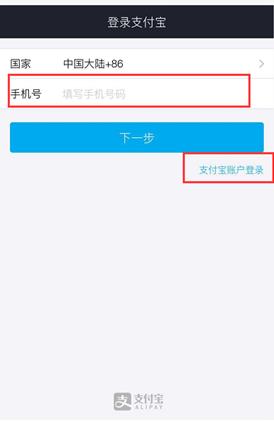 登录支付宝
国家 中国大陆+86
手机号 填写手机号码
下一步
支付宝账户登录
支 支付宝
ALIPAY